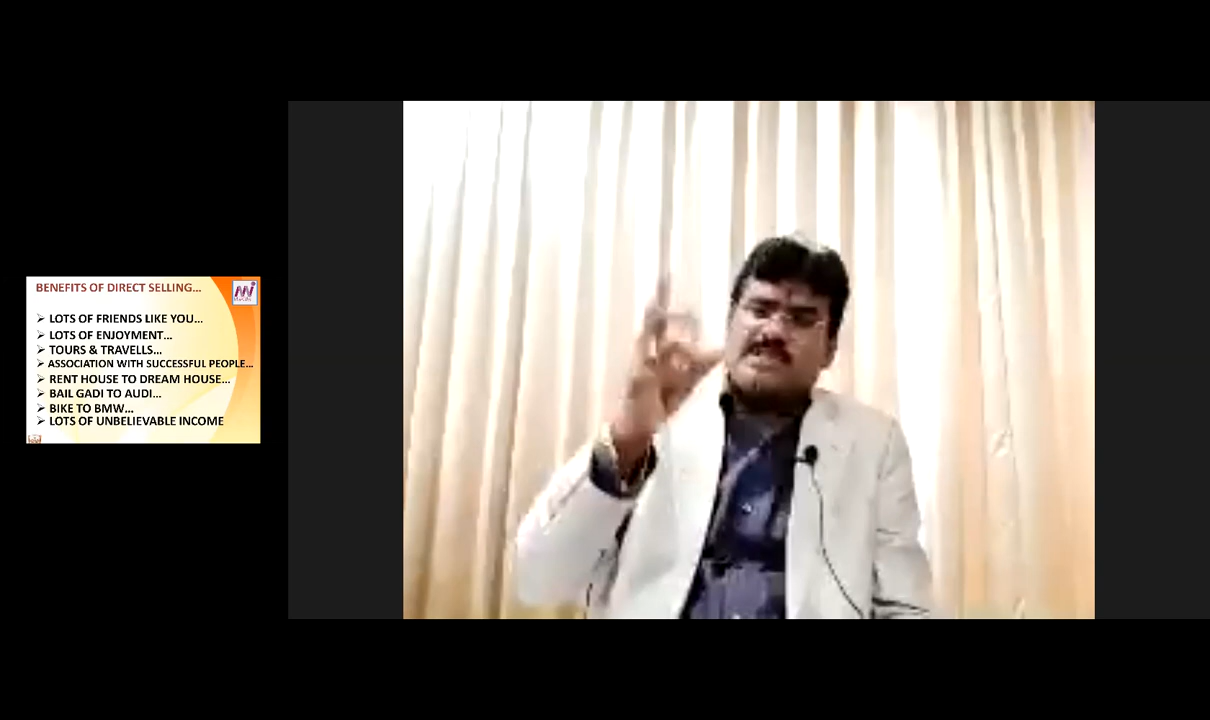 BENEFITS OF DIRECT SELLING...
➢ LOTS OF FRIENDS LIKE YOU...
➢ LOTS OF ENJOYMENT...
➢ TOURS & TRAVELLS...
➢ ASSOCIATION WITH SUCCESSFUL PEOPLE...
➢ RENT HOUSE TO DREAM HOUSE...
➢ BAIL GADI TO AUDI...
➢ BIKE TO BMW...
➢ LOTS OF UNBELIEVABLE INCOME